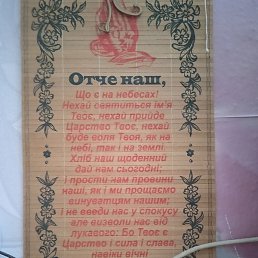 Отче наш,
Що є на небесах!
Нехай святиться ім'я
Твоє, нехай прийде
Царство Твоє, нехай
буде воля Твоя, як на
небі, так і на землі.
Хліб наш щоденний
дай нам сьогодні;
і прости нам провини
наші, як і ми прощаємо
винуватцям нашим;
і не введи нас у спокусу
але визволи нас від
лукавого: Бо Твоє є
Царство і сила і слава,
навіки вічні